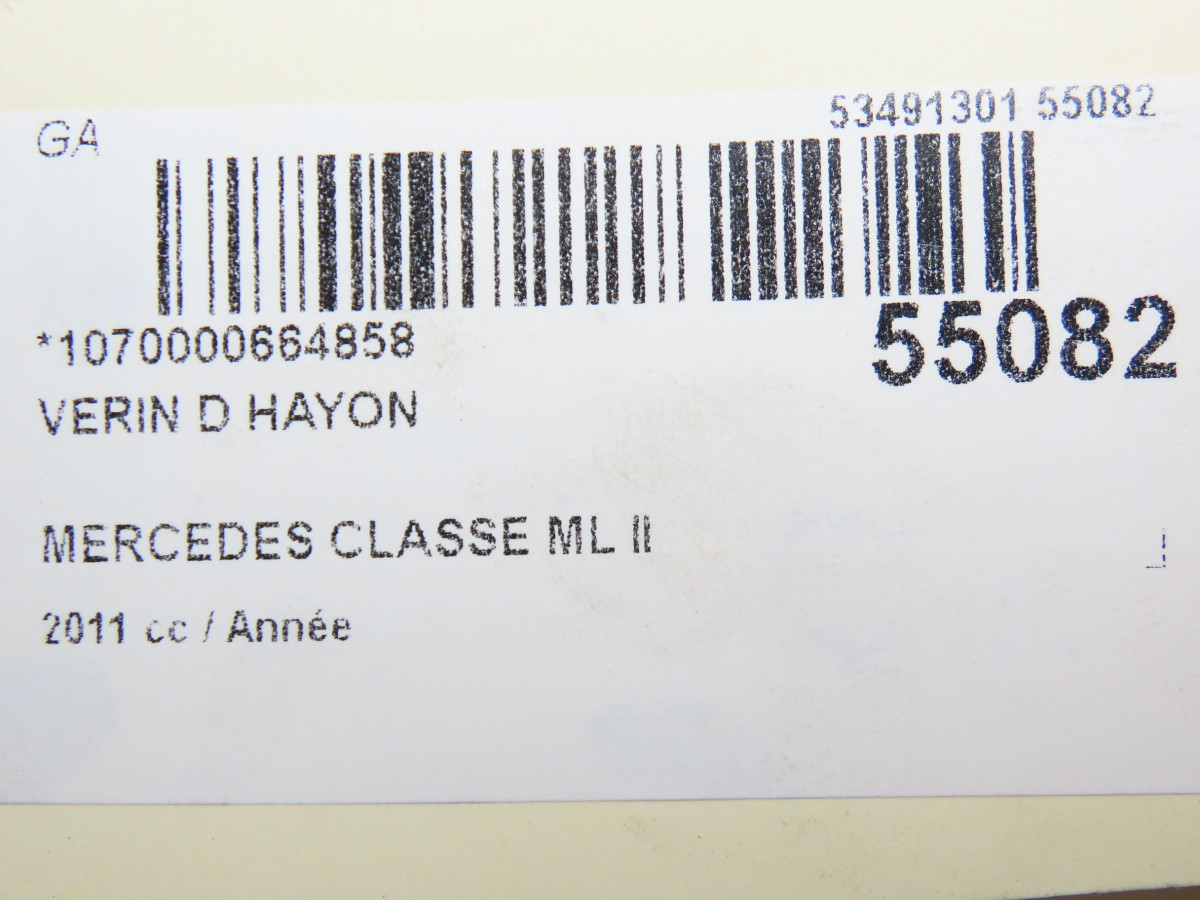 GA
53491301 55082
*1070000664858
55082
VERIN D HAYON
MERCEDES CLASSE ML II
2011 cc / Année